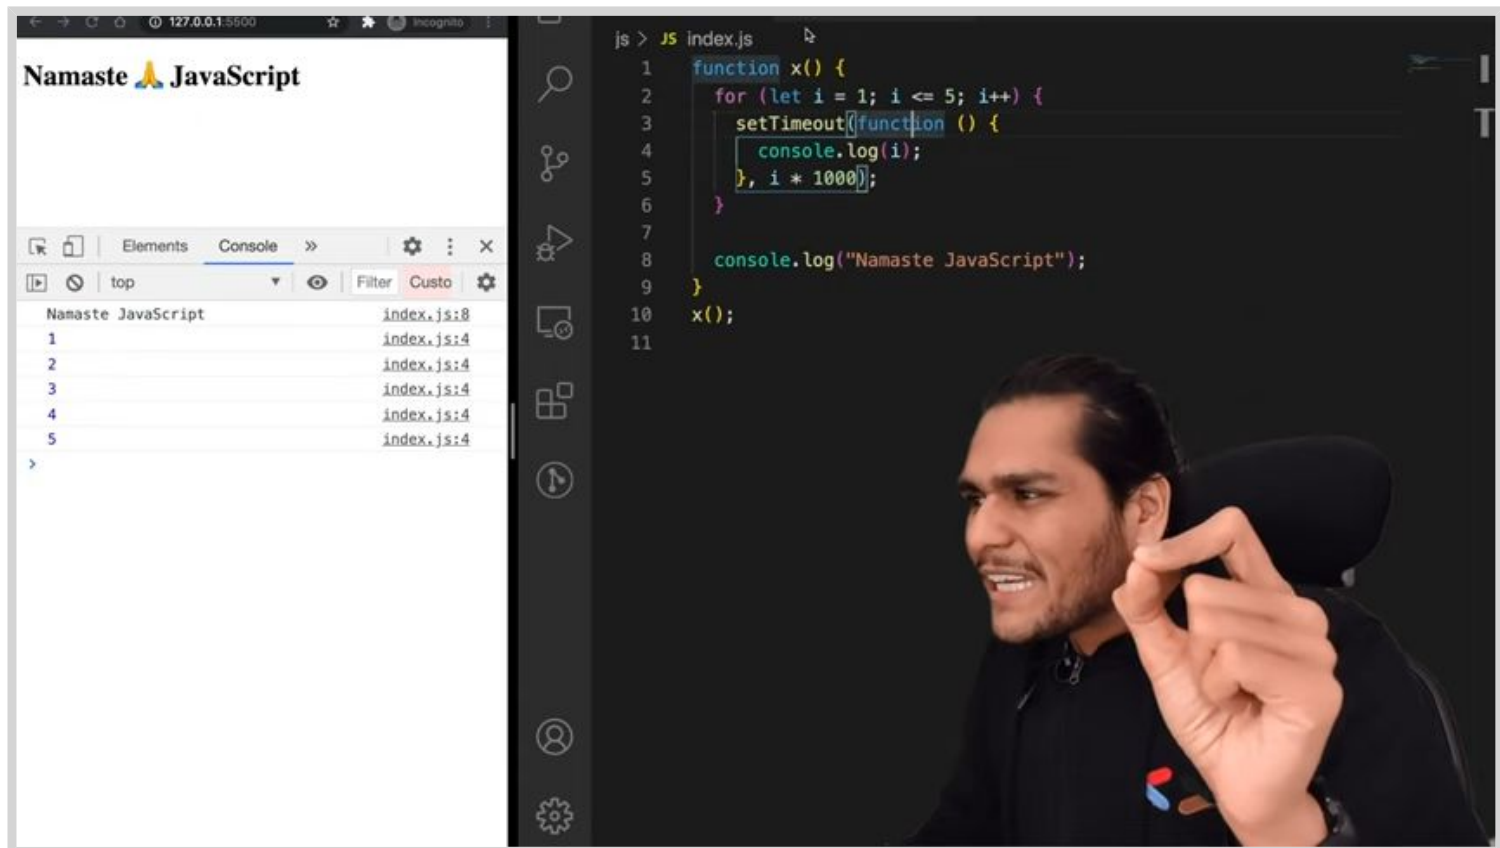 127.0.0.1:5500 Incognito
Namaste 🙏 JavaScript
Elements Console »
top Filter Custo
Namaste JavaScript index.js:8
1 index.js:4
2 index.js:4
3 index.js:4
4 index.js:4
5 index.js:4
>
js > JS index.js
1 function x() {
2 for (let i = 1; i <= 5; i++) {
3 setTimeout(function () {
4 console.log(i);
5 }, i * 1000);
6 }
7
8 console.log("Namaste JavaScript");
9 }
10 x();
11